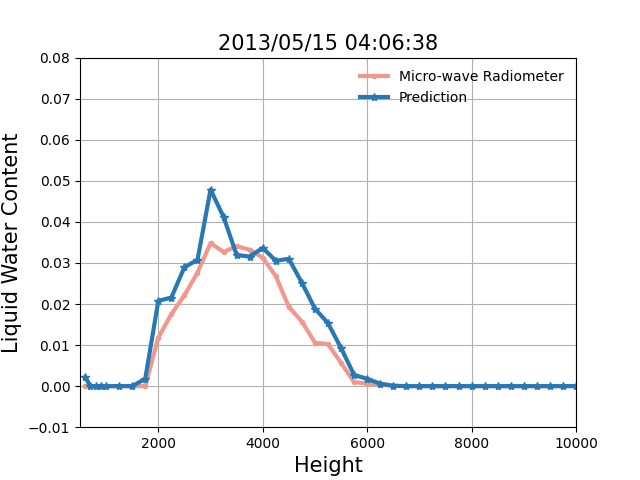 2013/05/15 04:06:38
0.08
0.07
0.06
0.05
0.04
0.03
0.02
0.01
0.00
−0.01
Liquid Water Content
Micro-wave Radiometer
Prediction
2000 4000 6000 8000 10000
Height